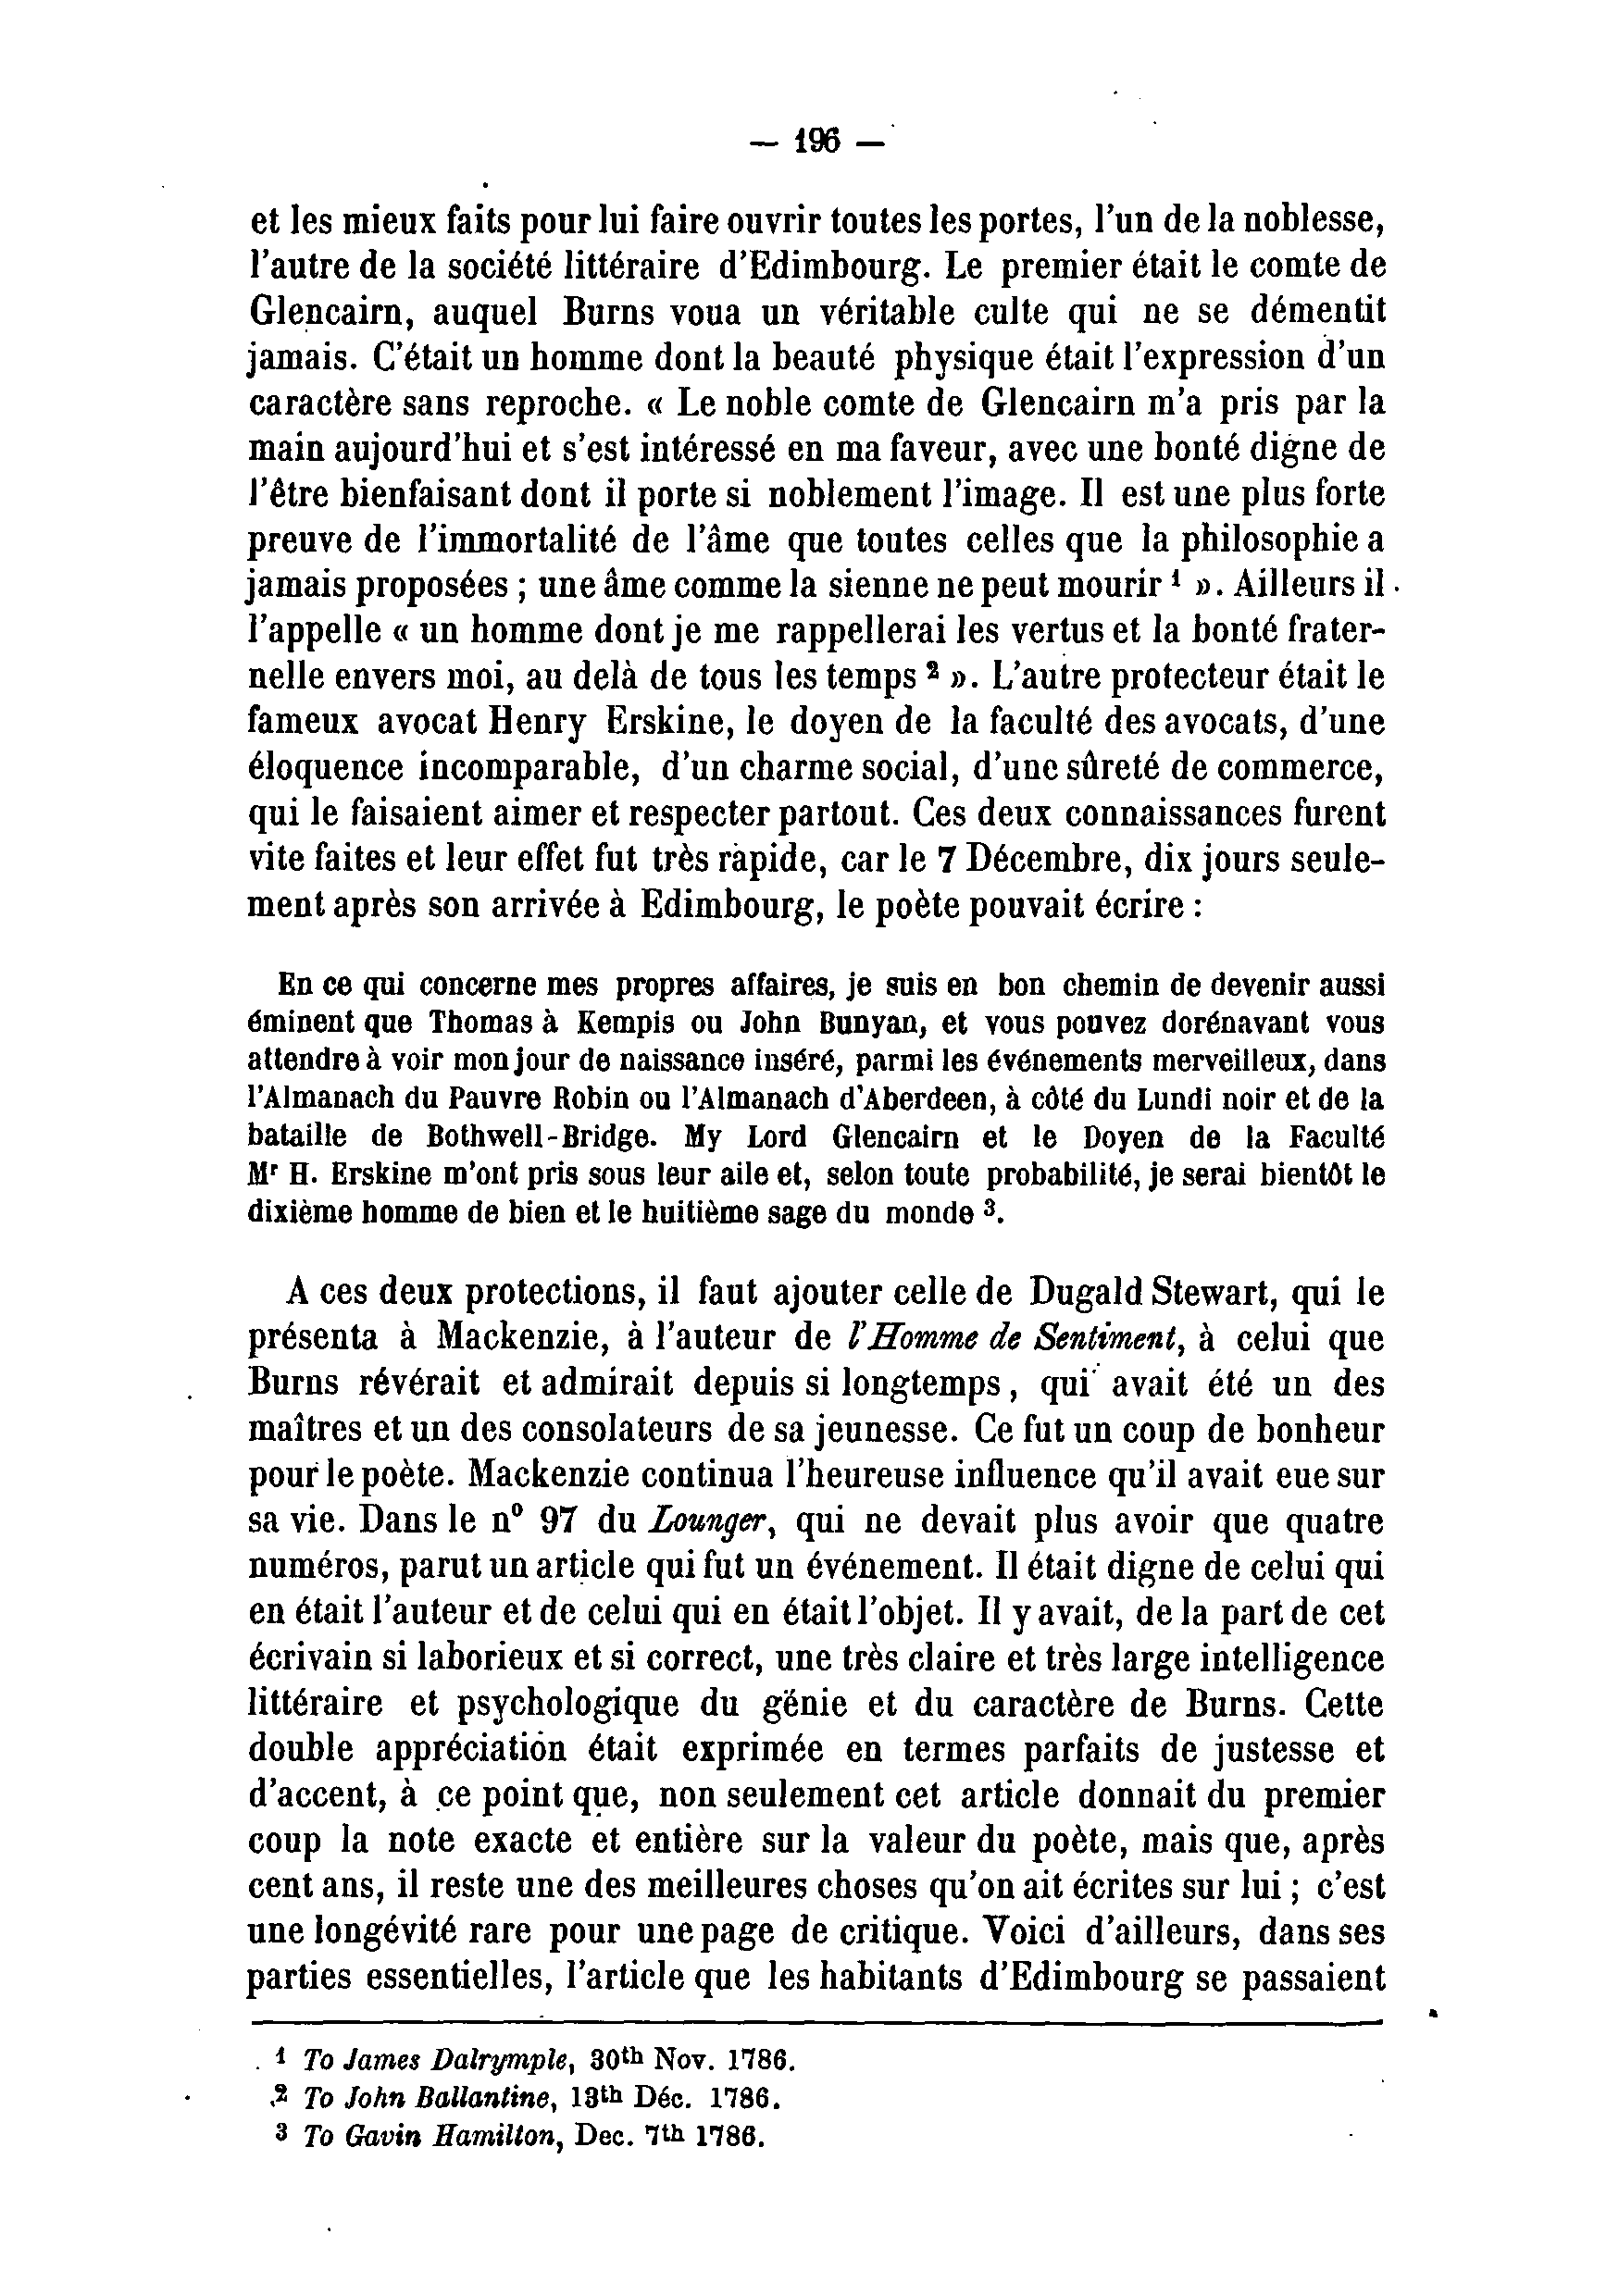 — 196 —
et les mieux faits pour lui faire ouvrir toutes les portes, l'un de la noblesse,
l'autre de la société littéraire d'Edimbourg. Le premier était le comte de
Glencairn, auquel Burns voua un véritable culte qui ne se démentit
jamais. C'était un homme dont la beauté physique était l'expression d'un
caractère sans reproche. « Le noble comte de Glencairn m'a pris par la
main aujourd'hui et s'est intéressé en ma faveur, avec une bonté digne de
l'être bienfaisant dont il porte si noblement l'image. Il est une plus forte
preuve de l'immortalité de l'âme que toutes celles que la philosophie a
jamais proposées ; une âme comme la sienne ne peut mourir ¹ ». Ailleurs il
l'appelle « un homme dont je me rappellerai les vertus et la bonté frater-
nelle envers moi, au delà de tous les temps ² ». L'autre protecteur était le
fameux avocat Henry Erskine, le doyen de la faculté des avocats, d'une
éloquence incomparable, d'un charme social, d'une sûreté de commerce,
qui le faisaient aimer et respecter partout. Ces deux connaissances furent
vite faites et leur effet fut très rapide, car le 7 Décembre, dix jours seule-
ment après son arrivée à Edimbourg, le poète pouvait écrire :
En ce qui concerne mes propres affaires, je suis en bon chemin de devenir aussi
éminent que Thomas à Kempis ou John Bunyan, et vous pouvez dorénavant vous
attendre à voir mon jour de naissance inséré, parmi les événements merveilleux, dans
l'Almanach du Pauvre Robin ou l'Almanach d'Aberdeen, à côté du Lundi noir et de la
bataille de Bothwell-Bridge. My Lord Glencairn et le Doyen de la Faculté
Mʳ H. Erskine m'ont pris sous leur aile et, selon toute probabilité, je serai bientôt le
dixième homme de bien et le huitième sage du monde ³.
A ces deux protections, il faut ajouter celle de Dugald Stewart, qui le
présenta à Mackenzie, à l'auteur de l'Homme de Sentiment, à celui que
Burns révérait et admirait depuis si longtemps, qui avait été un des
maîtres et un des consolateurs de sa jeunesse. Ce fut un coup de bonheur
pour le poète. Mackenzie continua l'heureuse influence qu'il avait eue sur
sa vie. Dans le n⁰ 97 du Lounger, qui ne devait plus avoir que quatre
numéros, parut un article qui fut un événement. Il était digne de celui qui
en était l'auteur et de celui qui en était l'objet. Il y avait, de la part de cet
écrivain si laborieux et si correct, une très claire et très large intelligence
littéraire et psychologique du génie et du caractère de Burns. Cette
double appréciation était exprimée en termes parfaits de justesse et
d'accent, à ce point que, non seulement cet article donnait du premier
coup la note exacte et entière sur la valeur du poète, mais que, après
cent ans, il reste une des meilleures choses qu'on ait écrites sur lui ; c'est
une longévité rare pour une page de critique. Voici d'ailleurs, dans ses
parties essentielles, l'article que les habitants d'Edimbourg se passaient
¹ To James Dalrymple, 30th Nov. 1786.
² To John Ballantine, 13th Déc. 1786.
³ To Gavin Hamilton, Dec. 7th 1786.